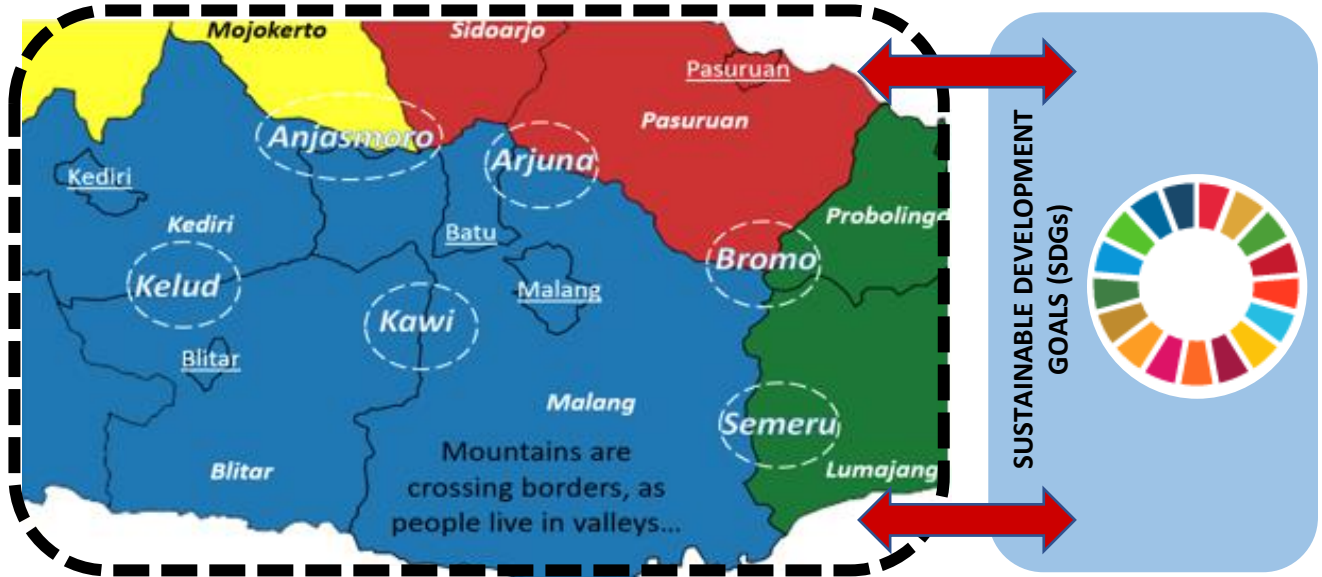 Mojokerto
Sidoarjo
Pasuruan
Pasuruan
Anjasmoro
Arjuna
Kediri
Kediri
Batu
Probolingg
Bromo
Kelud
Malang
Kawi
Blitar
Malang
Semeru
Blitar
Lumajang
Mountains are
crossing borders, as
people live in valleys...
SUSTAINABLE DEVELOPMENT
GOALS (SDGs)